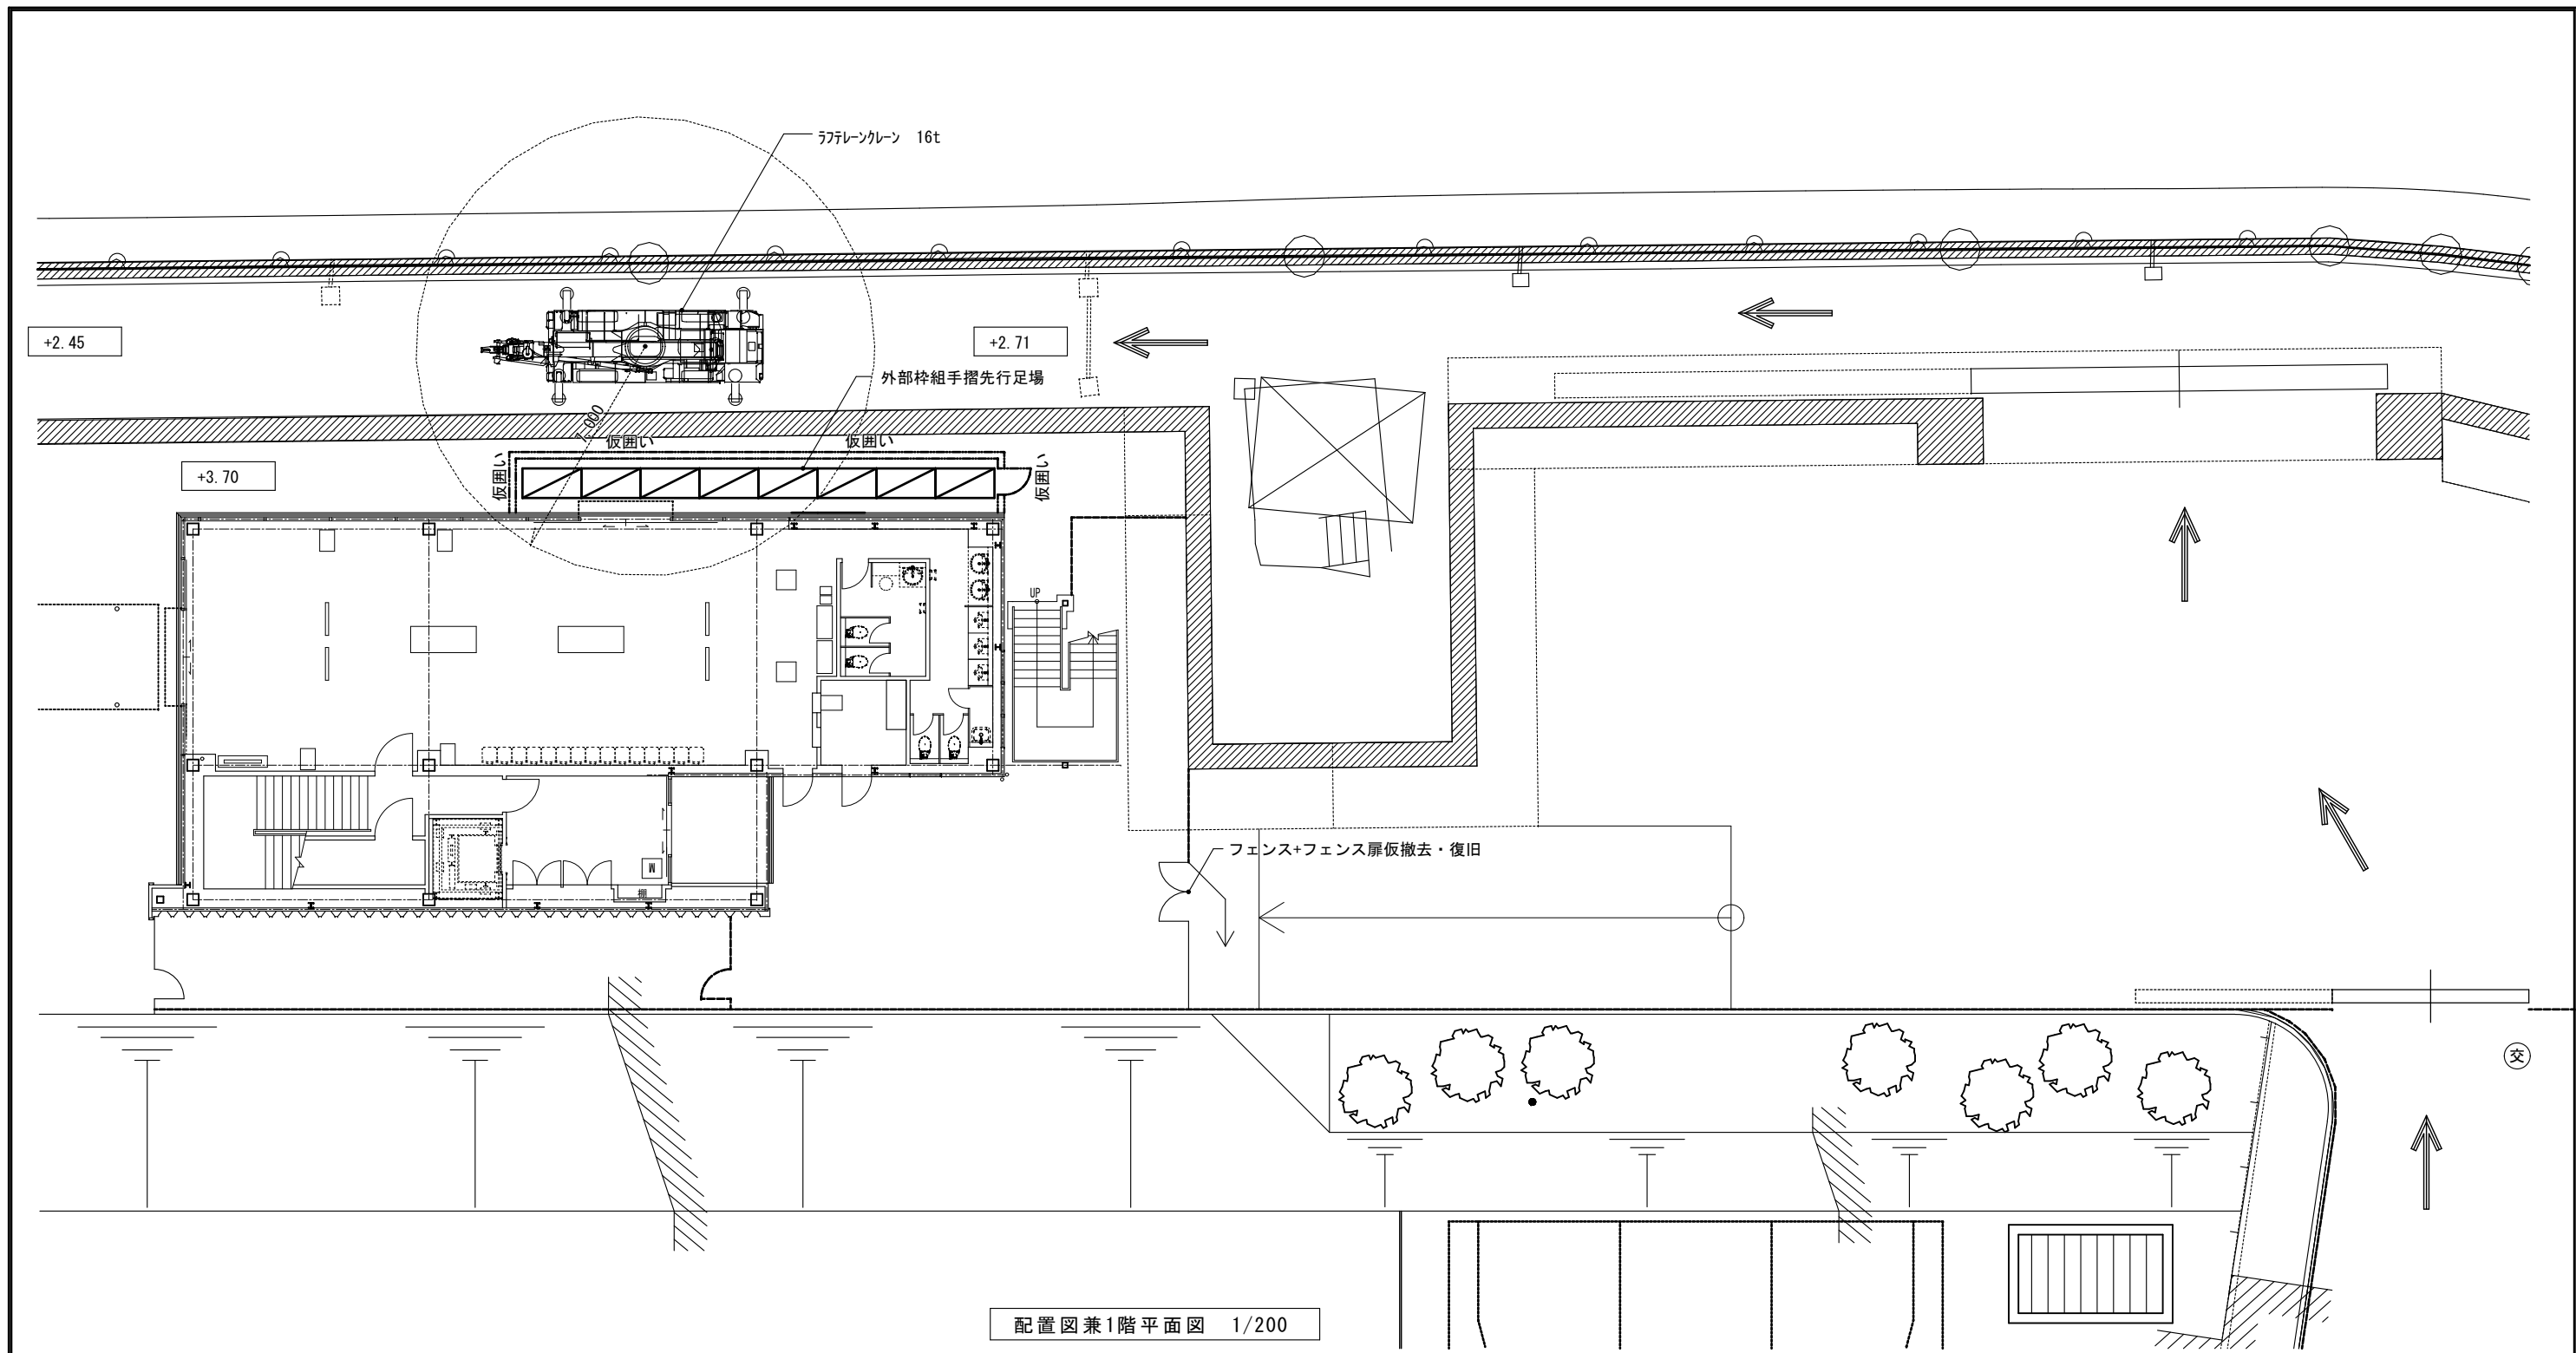 ﾗﾌﾃﾚｰﾝｸﾚｰﾝ 16t
+2.45
+2.71
外部枠組手摺先行足場
7,000
仮囲い
仮囲い
仮囲い
仮囲い
+3.70
UP
フェンス+フェンス扉仮撤去・復旧
M
棚
交
配置図兼1階平面図 1/200